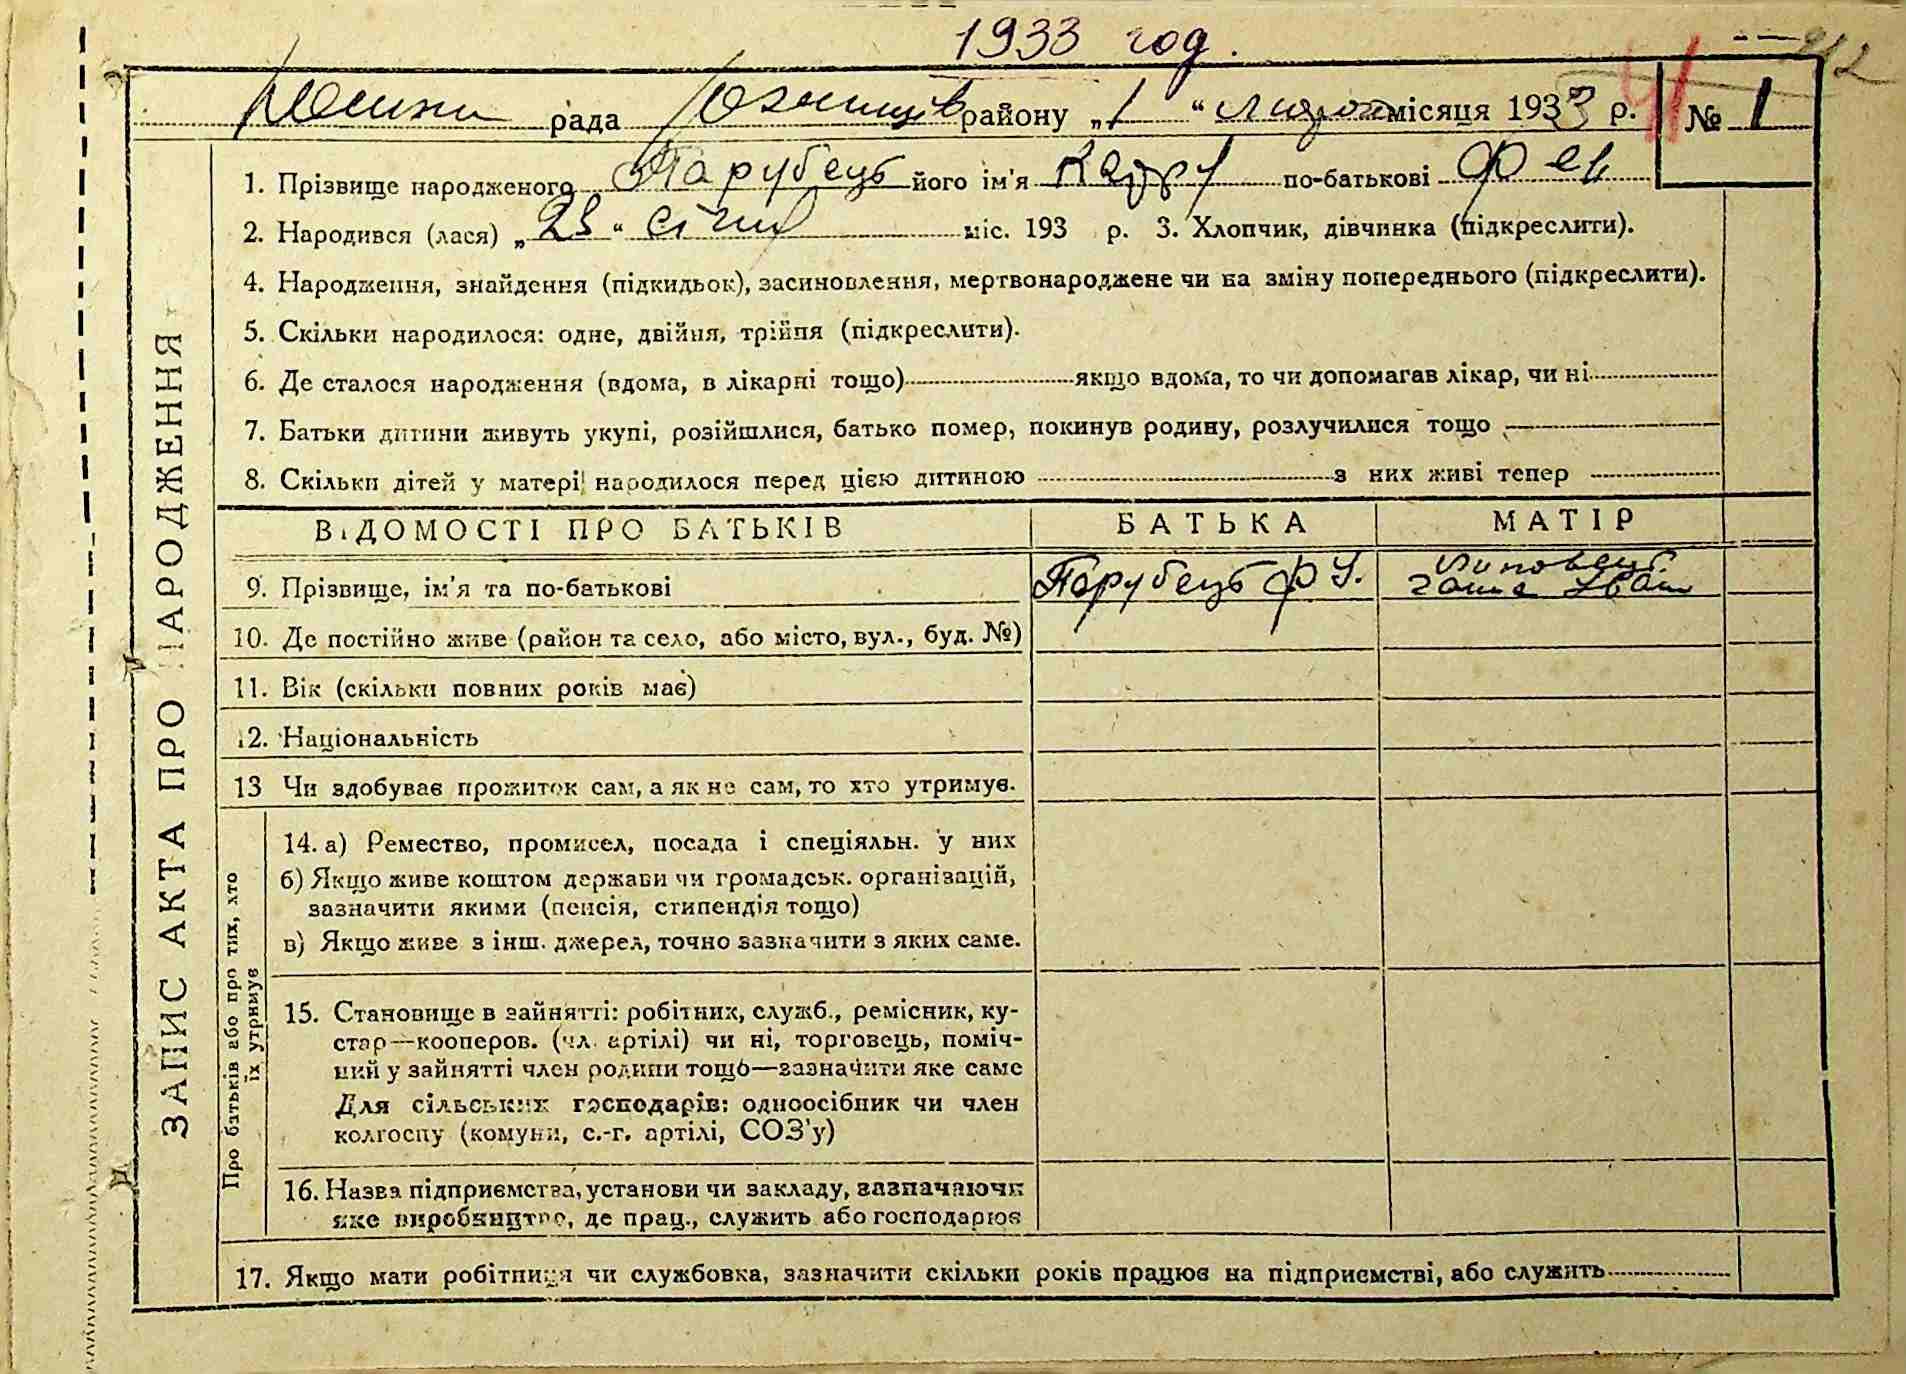 1933 год.
рада району „1 “ місяця 1933 р. № 1
1. Прізвище народженого Парубець його ім'я по-батькові
2. Народився (лася) „23“ січня міс. 193 р. 3. Хлопчик, дівчинка (підкреслити).
4. Народження, знайдення (підкидьок), засиновлення, мертвонароджене чи на зміну попереднього (підкреслити).
5. Скільки народилося: одне, двійня, трійня (підкреслити).
6. Де сталося народження (вдома, в лікарні тощо) якщо вдома, то чи допомагав лікар, чи ні
7. Батьки дитини живуть укупі, розійшлися, батько помер, покинув родину, розлучилися тощо
8. Скільки дітей у матері народилося перед цією дитиною з них живі тепер
ЗАПИС АКТА ПРО НАРОДЖЕННЯ
ВІДОМОСТІ ПРО БАТЬКІВ БАТЬКА МАТІР
9. Прізвище, ім'я та по-батькові Парубець Ф
10. Де постійно живе (район та село, або місто, вул., буд. №)
11. Вік (скільки повних років має)
12. Національність
13 Чи здобуває прожиток сам, а як не сам, то хто утримує.
Про батьків або про тих, хто
їх утримує
14. а) Ремество, промисел, посада і спеціяльн. у них
б) Якщо живе коштом держави чи громадськ. організацій,
зазначити якими (пенсія, стипендія тощо)
в) Якщо живе з інш. джерел, точно зазначити з яких саме.
15. Становище в зайнятті: робітник, служб., ремісник, ку-
стар—кооперов. (чл. артілі) чи ні, торговець, поміч-
ний у зайнятті член родини тощо—зазначити яке саме
Для сільських господарів: одноосібник чи член
колгоспу (комуни, с.-г. артілі, СОЗ'у)
16. Назва підприємства, установи чи закладу, зазначаючи
яке виробництво, де прац., служить або господарює
17. Якщо мати робітниця чи службовка, зазначити скільки років працює на підприємстві, або служить